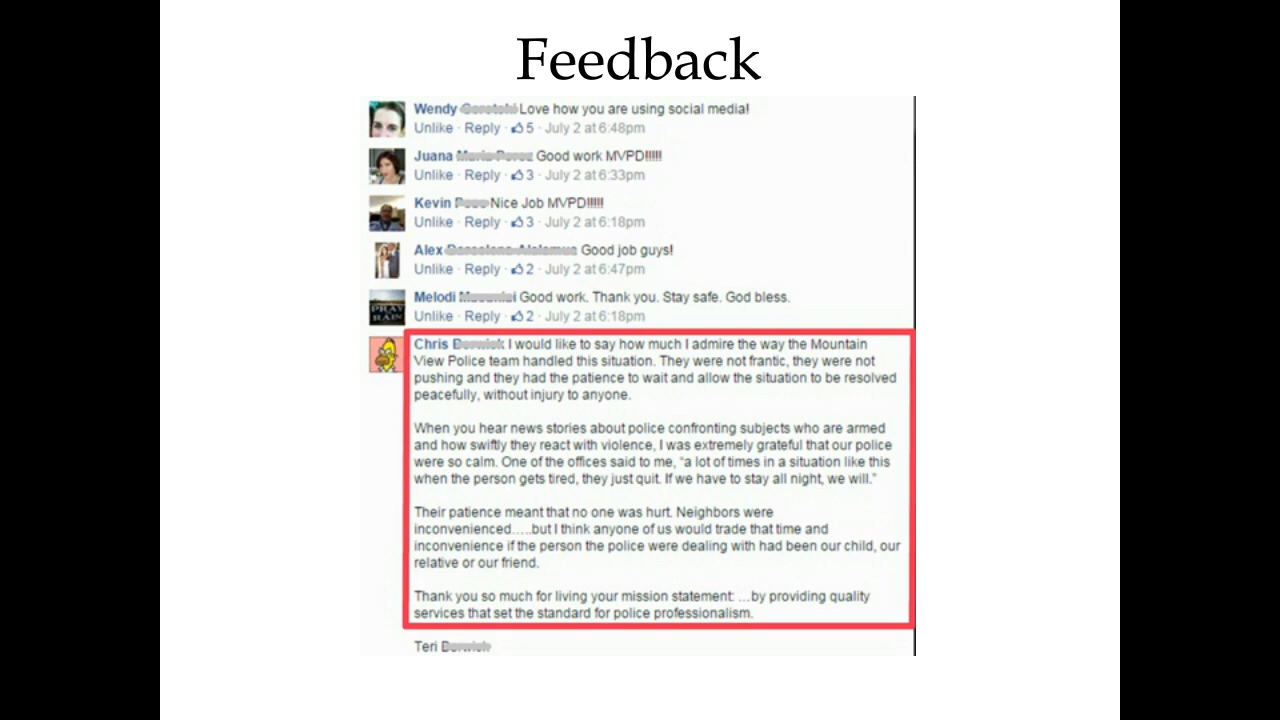 Feedback
Wendy Love how you are using social media!
Unlike · Reply · 5 · July 2 at 6:48pm
Juana Good work MVPD!!!!!
Unlike · Reply · 3 · July 2 at 6:33pm
Kevin Nice Job MVPD!!!!!
Unlike · Reply · 3 · July 2 at 6:18pm
Alex Good job guys!
Unlike · Reply · 2 · July 2 at 6:47pm
PRAY
RAIN
Melodi Good work. Thank you. Stay safe. God bless.
Unlike · Reply · 2 · July 2 at 6:18pm
Chris I would like to say how much I admire the way the Mountain
View Police team handled this situation. They were not frantic, they were not
pushing and they had the patience to wait and allow the situation to be resolved
peacefully, without injury to anyone.
When you hear news stories about police confronting subjects who are armed
and how swiftly they react with violence, I was extremely grateful that our police
were so calm. One of the offices said to me, “a lot of times in a situation like this
when the person gets tired, they just quit. If we have to stay all night, we will.”
Their patience meant that no one was hurt. Neighbors were
inconvenienced.....but I think anyone of us would trade that time and
inconvenience if the person the police were dealing with had been our child, our
relative or our friend.
Thank you so much for living your mission statement: ...by providing quality
services that set the standard for police professionalism.
Teri